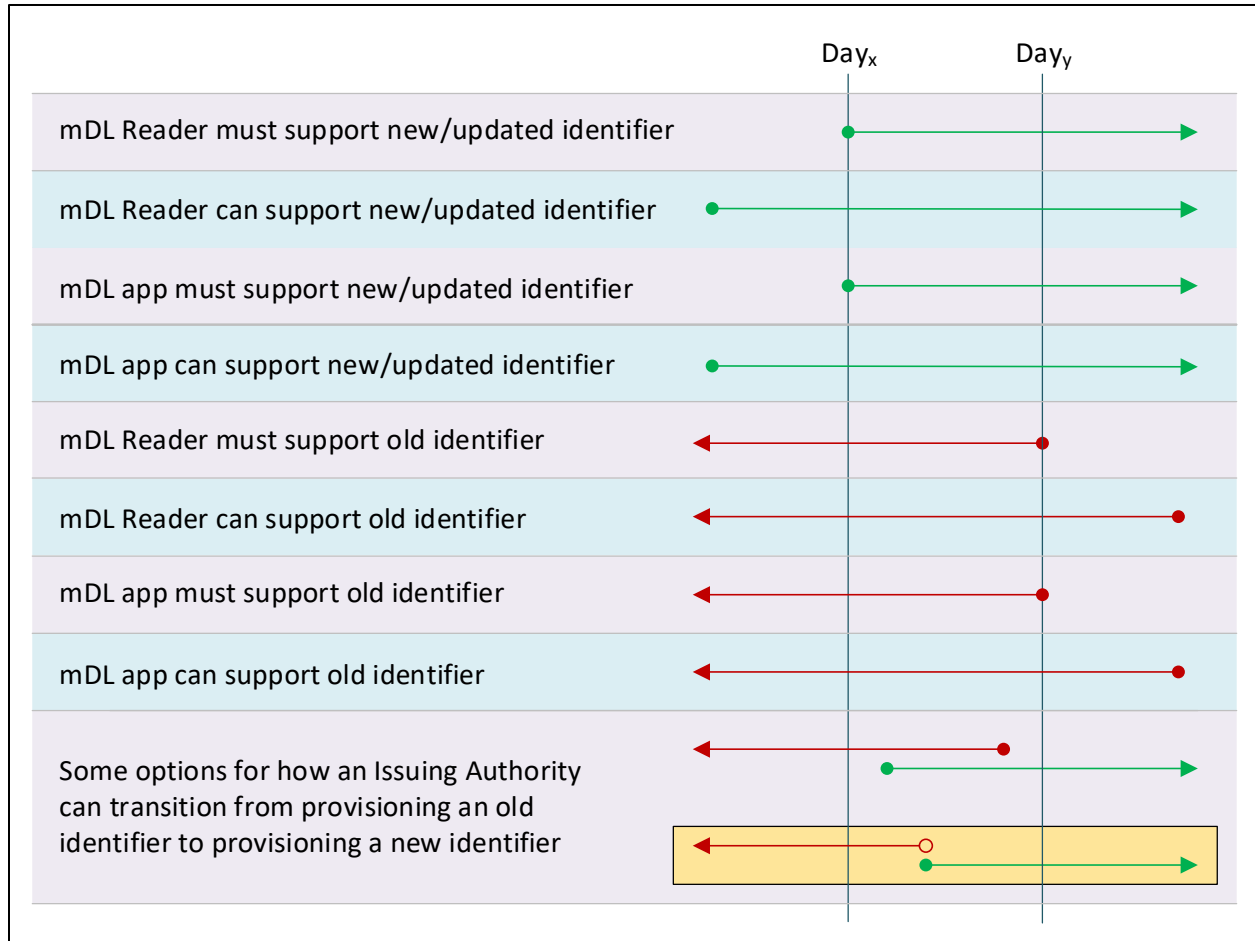 Dayₓ Dayᵧ
mDL Reader must support new/updated identifier
mDL Reader can support new/updated identifier
mDL app must support new/updated identifier
mDL app can support new/updated identifier
mDL Reader must support old identifier
mDL Reader can support old identifier
mDL app must support old identifier
mDL app can support old identifier
Some options for how an Issuing Authority
can transition from provisioning an old
identifier to provisioning a new identifier